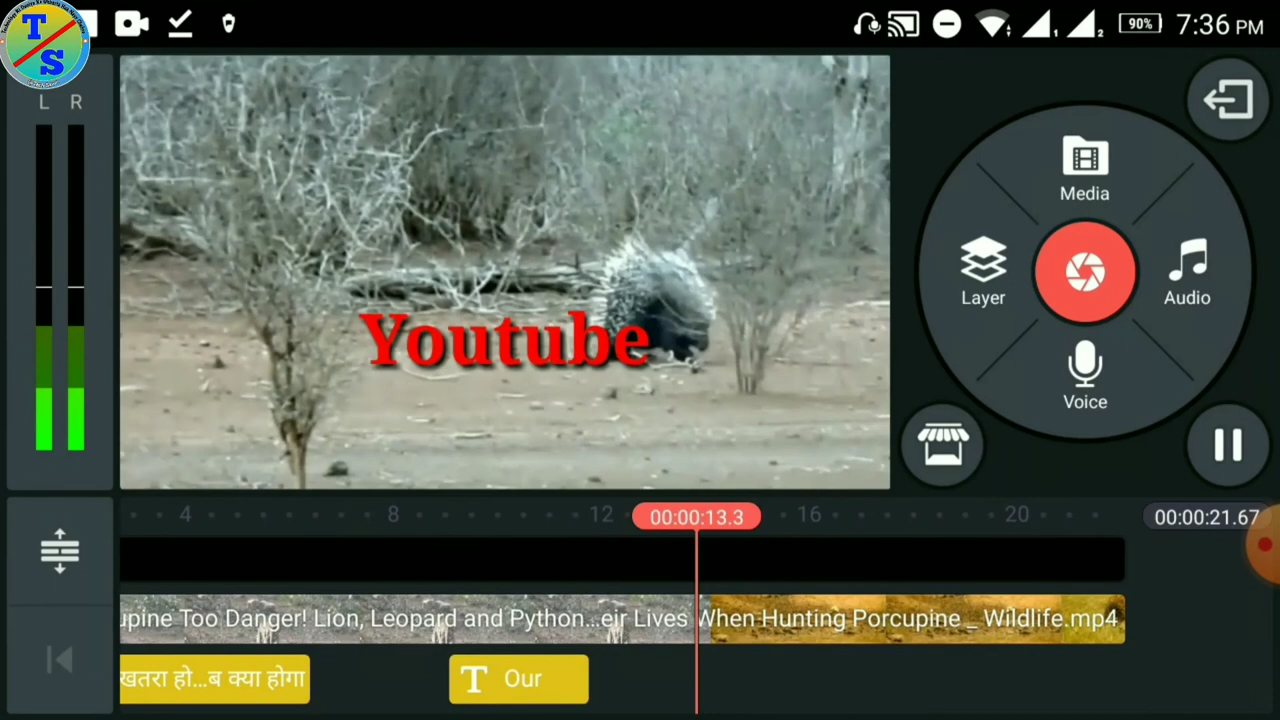 T
S
90%
7:36 PM
L R
Youtube
Media
Layer
Audio
Voice
4 8 12 00:00:13.3 16 20 00:00:21.67
upine Too Danger! Lion, Leopard and Python...eir Lives When Hunting Porcupine _ Wildlife.mp4
खतरा हो...ब क्या होगा
T Our